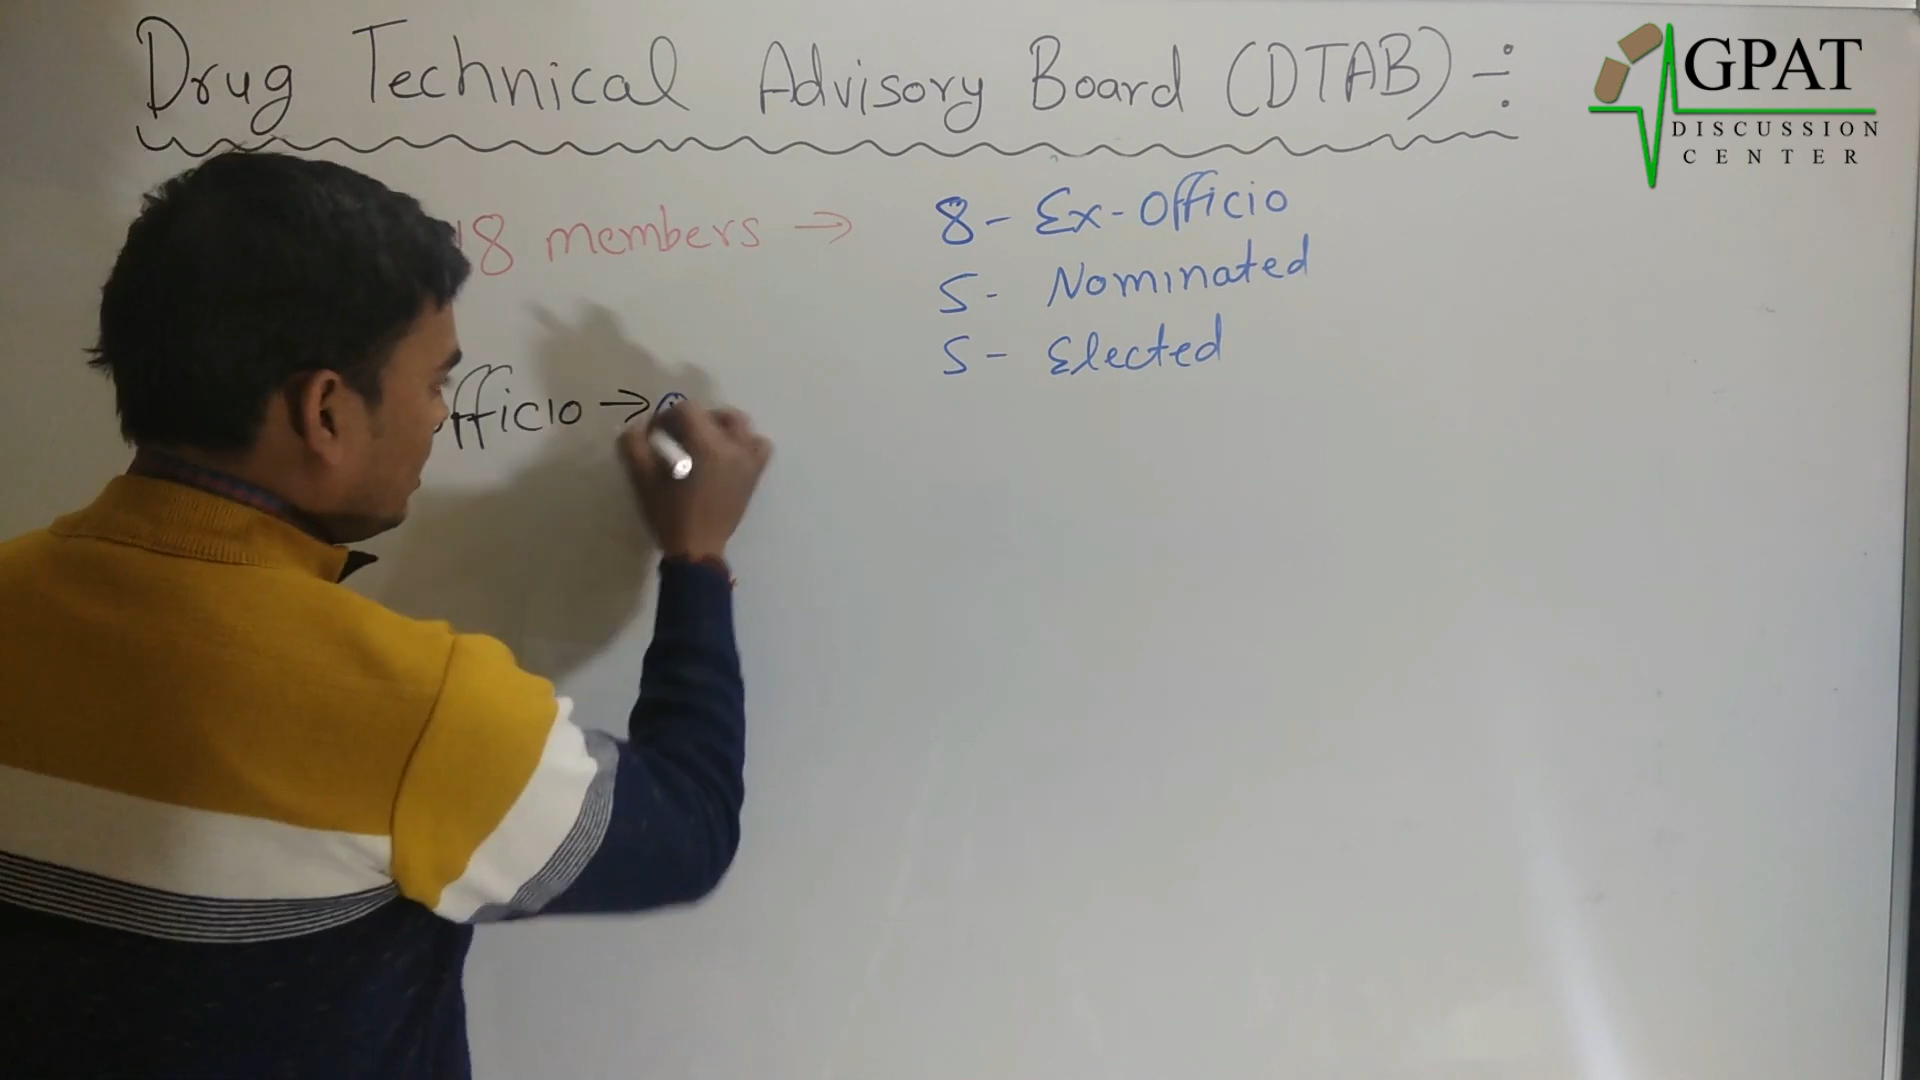 Drug Technical Advisory Board (DTAB) ÷
GPAT
DISCUSSION
CENTER
18 members → 8- Ex-Officio
5- Nominated
5- Elected
fficio →